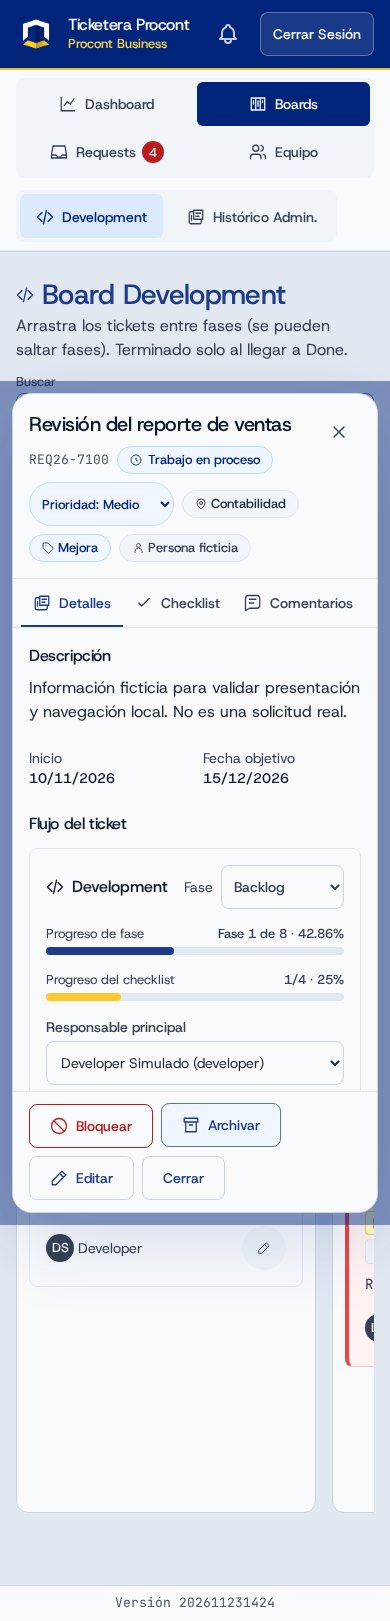 Ticketera Procont
Procont Business
Cerrar Sesión
Dashboard
Boards
Requests 4
Equipo
Development
Histórico Admin.
Board Development
Arrastra los tickets entre fases (se pueden
saltar fases). Terminado solo al llegar a Done.
Buscar
Revisión del reporte de ventas
REQ26-7100 Trabajo en proceso
Prioridad: Medio Contabilidad
Mejora Persona ficticia
Detalles Checklist Comentarios
Descripción
Información ficticia para validar presentación
y navegación local. No es una solicitud real.
Inicio Fecha objetivo
10/11/2026 15/12/2026
Flujo del ticket
Development Fase Backlog
Progreso de fase Fase 1 de 8 · 42.86%
Progreso del checklist 1/4 · 25%
Responsable principal
Developer Simulado (developer)
Bloquear Archivar
Editar Cerrar
DS Developer
Versión 202611231424